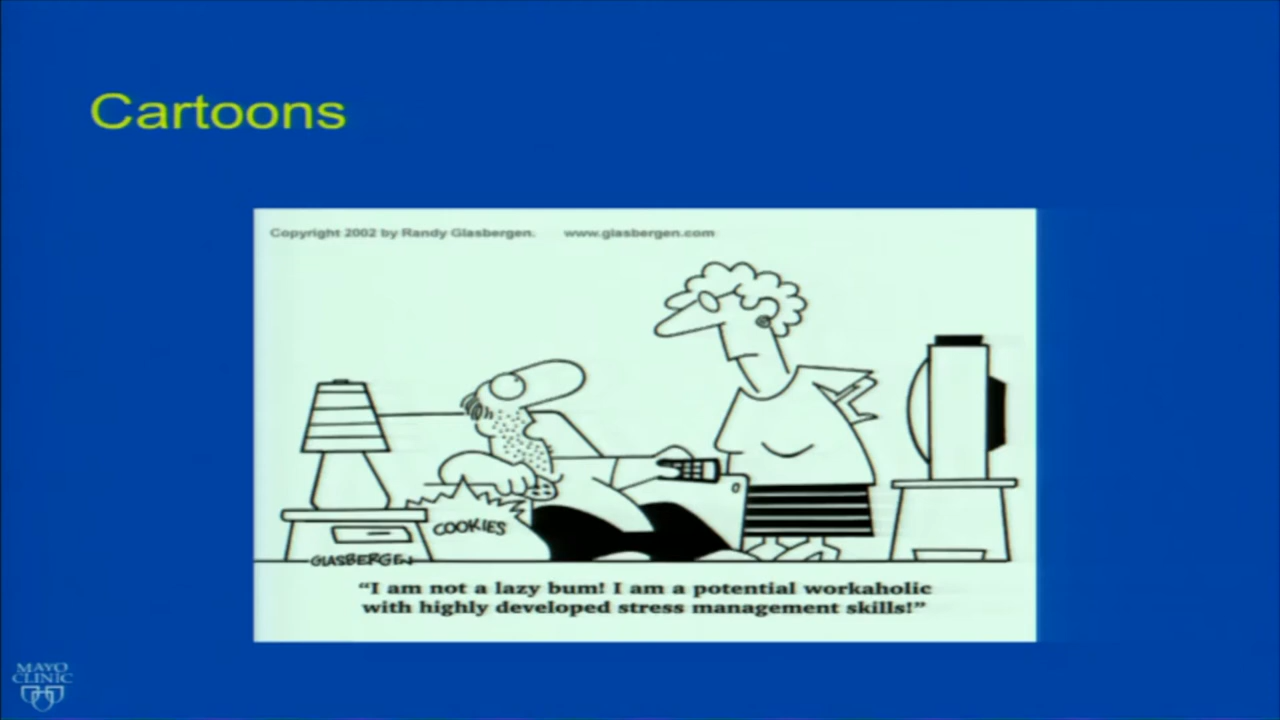 Cartoons
Copyright 2002 by Randy Glasbergen. www.glasbergen.com
COOKIES
GLASBERGEN
“I am not a lazy bum! I am a potential workaholic
with highly developed stress management skills!”
MAYO
CLINIC